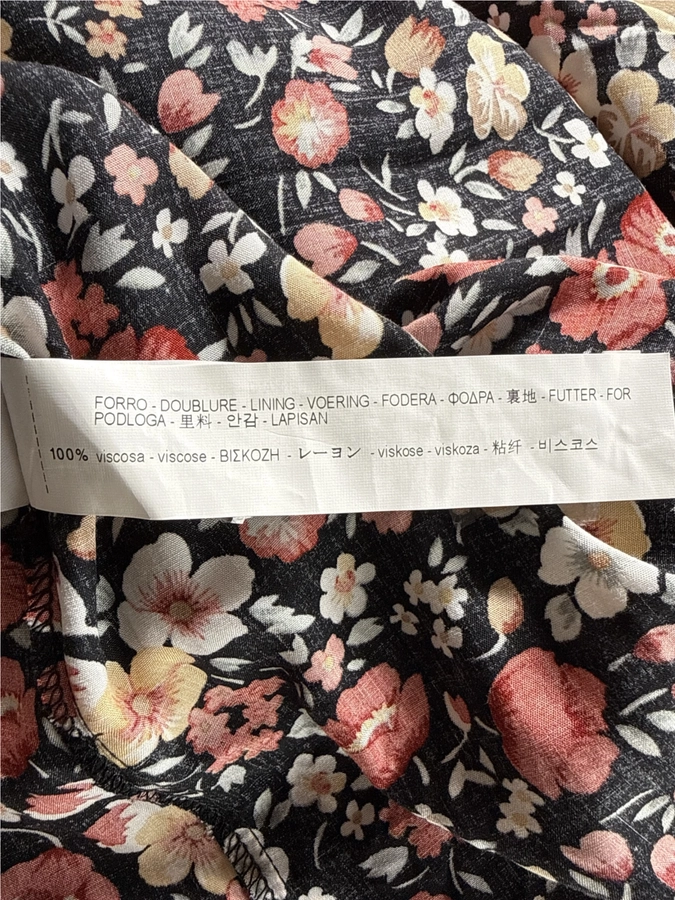 FORRO - DOUBLURE - LINING - VOERING - FODERA - ΦΟΔΡΑ - 裏地 - FUTTER - FOR
PODLOGA - 里料 - 안감 - LAPISAN
100% viscosa - viscose - ΒΙΣΚΟΖΗ - レーヨン - viskose - viskoza - 粘纤 - 비스코스